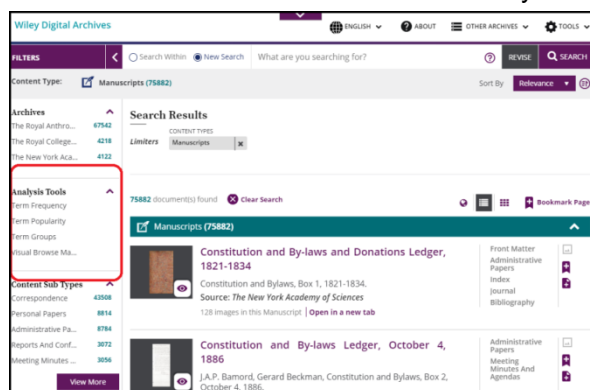 Wiley Digital Archives
ENGLISH
ABOUT
OTHER ARCHIVES
TOOLS
FILTERS
Search Within
New Search
What are you searching for?
REVISE
SEARCH
Content Type:
Manuscripts (75882)
Sort By
Relevance
Archives
The Royal Anthro... 67542
The Royal College... 4218
The New York Aca... 4122
Search Results
CONTENT TYPES
Limiters
Manuscripts x
Analysis Tools
Term Frequency
Term Popularity
Term Groups
Visual Browse Ma...
75882 document(s) found
Clear Search
Bookmark Page
Manuscripts (75882)
Constitution and By-laws and Donations Ledger,
1821-1834
Constitution and Bylaws, Box 1, 1821-1834.
Source: The New York Academy of Sciences
128 images in this Manuscript | Open in a new tab
Front Matter
Administrative
Papers
Index
Journal
Bibliography
Content Sub Types
Correspondence 43508
Personal Papers 8814
Administrative Pa... 8784
Reports And Conf... 3072
Meeting Minutes ... 3056
View More
Constitution and By-laws Ledger, October 4,
1886
J.A.P. Bamord, Gerard Beckman, Constitution and Bylaws, Box 2,
October 4, 1886.
Administrative
Papers
Meeting
Minutes And
Agendas